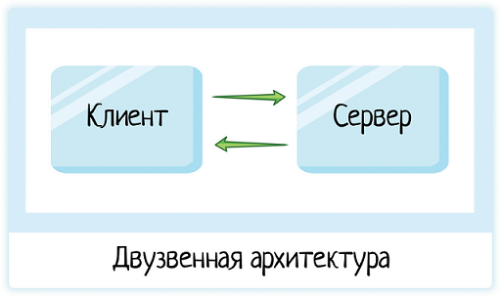 Клиент
Сервер
Двузвенная архитектура